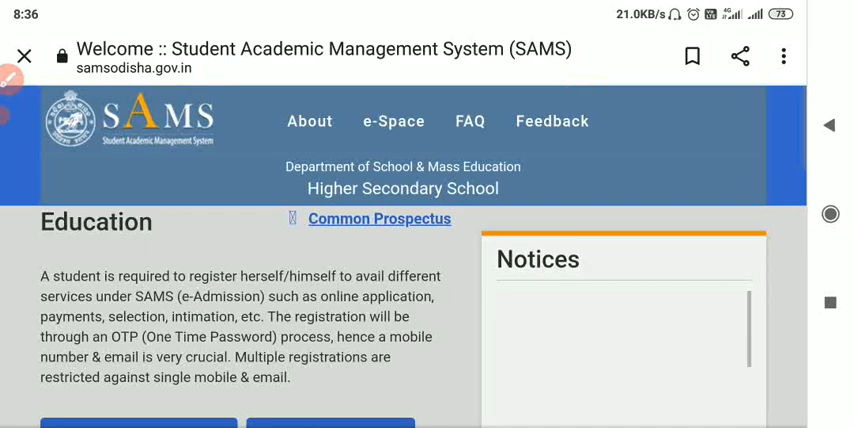 8:36
21.0KB/s 4G 73
Welcome :: Student Academic Management System (SAMS)
samsodisha.gov.in
SAMS
Student Academic Management System
About e-Space FAQ Feedback
Department of School & Mass Education
Higher Secondary School
Education
Common Prospectus
A student is required to register herself/himself to avail different
services under SAMS (e-Admission) such as online application,
payments, selection, intimation, etc. The registration will be
through an OTP (One Time Password) process, hence a mobile
number & email is very crucial. Multiple registrations are
restricted against single mobile & email.
Notices